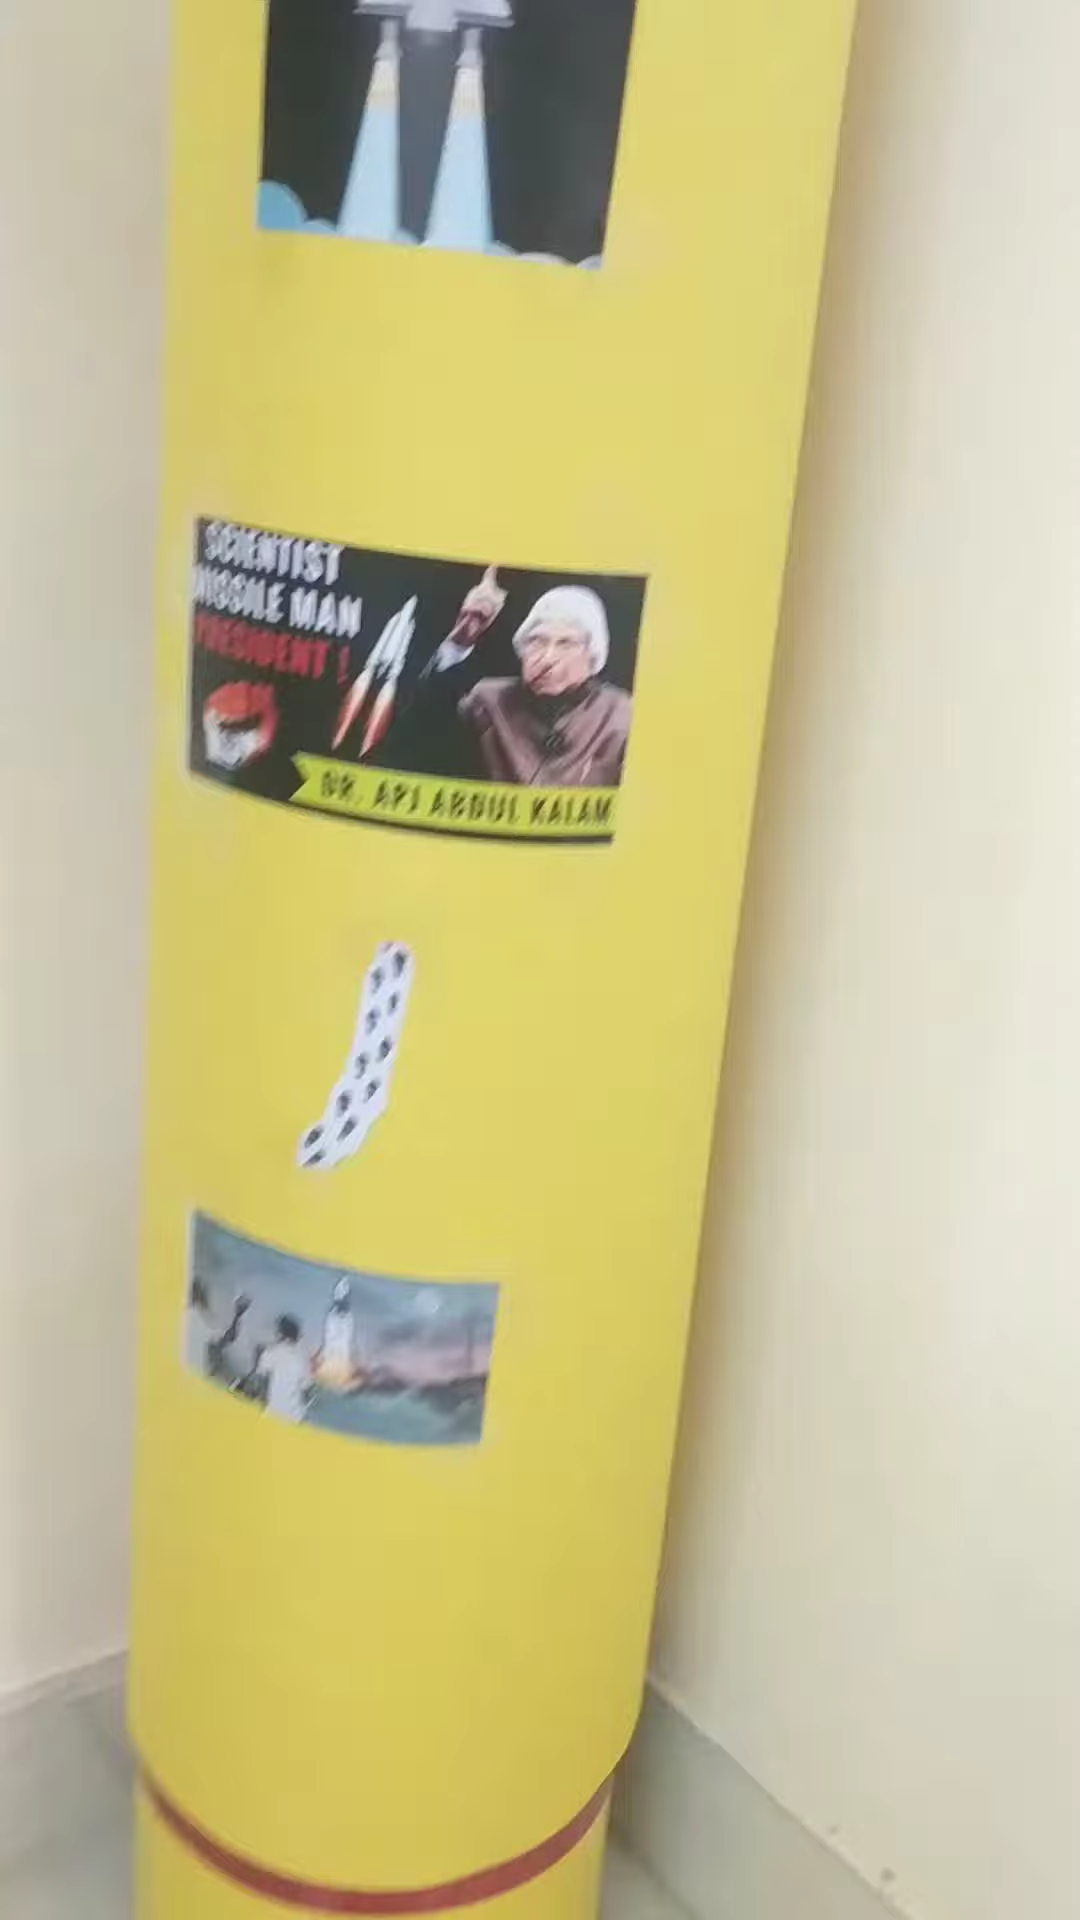 SCIENTIST
MISSILE MAN
PRESIDENT !
DR. APJ ABDUL KALAM